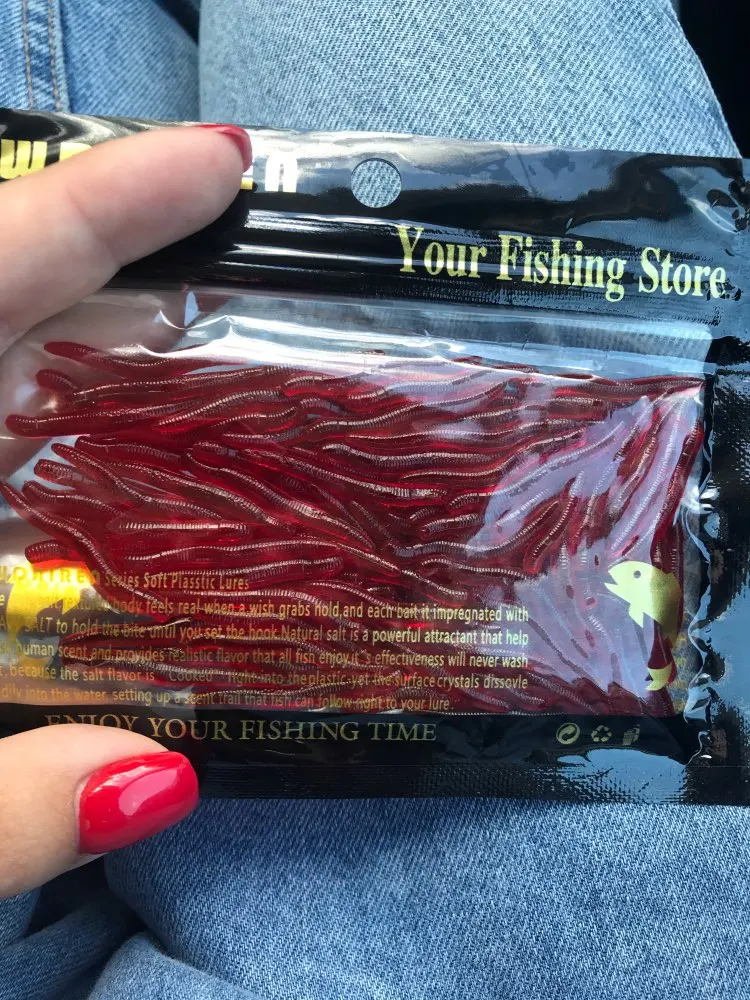 Your Fishing Store
Series Soft Plasstic Lures
feels real when a wish grabs hold,and each bait it impregnated with
SALT to hold the bite until you set the hook.Natural salt is a powerful attractant that help
human scent and provides realistic flavor that all fish enjoy.it's effectiveness will never wash
because the salt flavor is "Cooked" right into the plastic-yet the surface crystals dissovle
into the water, setting up a scent trail that fish can follow right to your lure.
ENJOY YOUR FISHING TIME